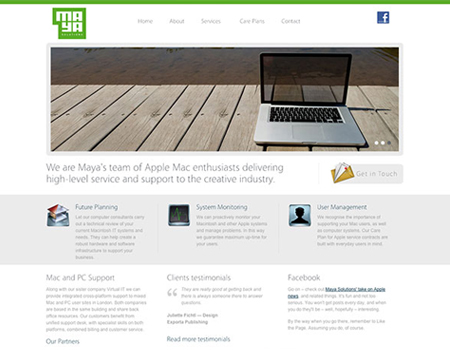 MA
YA
SOLUTIONS
Home About Services Care Plans Contact
We are Maya's team of Apple Mac enthusiasts delivering
high-level service and support to the creative industry.
Get in Touch
Future Planning
Let our computer consultants carry
out a technical review of your
current Macintosh IT systems and
needs. They can help create a
virtual hardware and software
infrastructure to support your
business.
System Monitoring
We can proactively monitor your
Macintosh and other Apple systems
and manage problems. In this way
we guarantee maximum up-time for
your users.
User Management
We recognise the importance of
supporting your Mac users, as well
as computer systems. Our Care
Plan for Apple service contracts are
built with everyday users in mind.
Mac and PC Support
Along with our sister company Virtual-IT we can
provide integrated cross-platform support to mixed
Mac and PC user sites in London. Both companies
are based in the same building and share back
office resources. Our customers benefit from
unified support desk, with specialist skills on both
platforms, combined billing and customer service.
Our Partners
Clients testimonials
They are really good at getting back and
there is always someone there to answer
questions.
Juliette Fichtl — Design
Experts Publishing
Read more testimonials
Facebook
Go on – check out Maya Solutions' take on Apple
news, and related things. It's fun and not too
serious. You won't get posts every day, and when
you do they'll be – well, hopefully – interesting.
By the way when you go there, remember to Like
the Page. Assuming you do, of course.